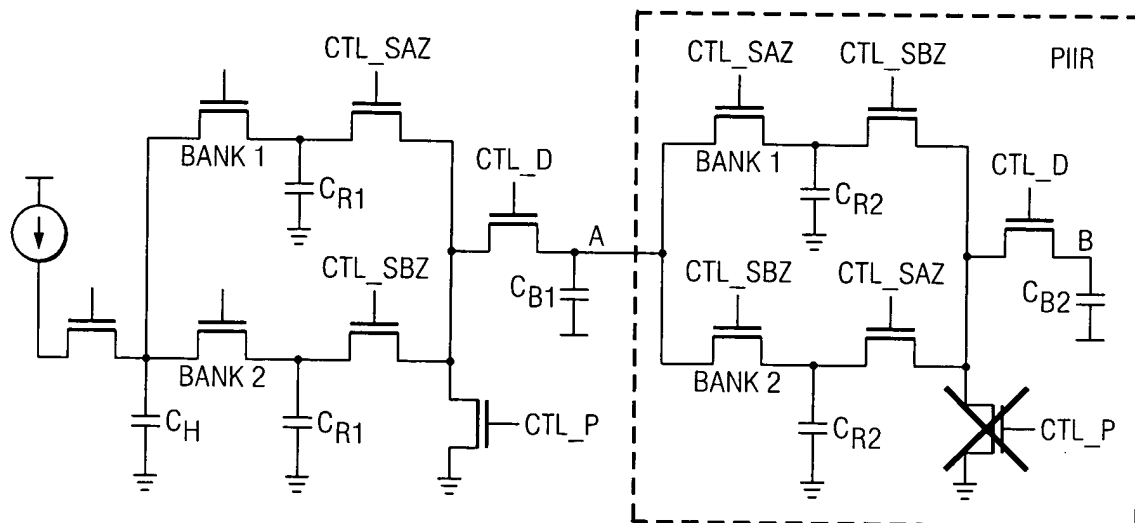 CTL_SAZ
BANK 1
C_R1
CTL_D
A
C_B1
CTL_SBZ
BANK 2
C_H
C_R1
CTL_P
PIIR
CTL_SAZ
CTL_SBZ
BANK 1
C_R2
CTL_D
B
C_B2
CTL_SBZ
CTL_SAZ
BANK 2
C_R2
CTL_P